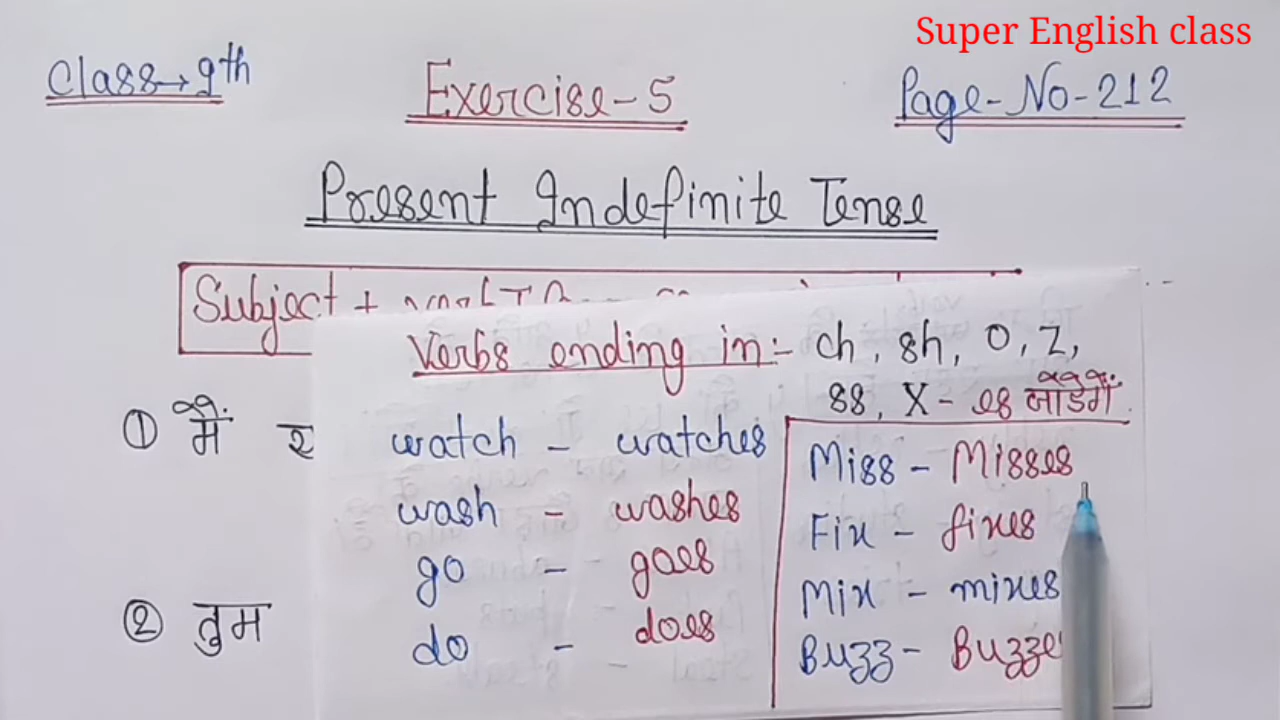 Super English class
Class→9th
Exercise-5
Page-No-212
Present Indefinite Tense
Subject +
Verbs ending in:- ch, sh, O, Z,
ss, X - es जोड़ेगें
① मैं
watch - watches
wash - washes
go - goes
do - does
Miss - Misses
Fix - fixes
Mix - mixes
Buzz - Buzze
② तुम